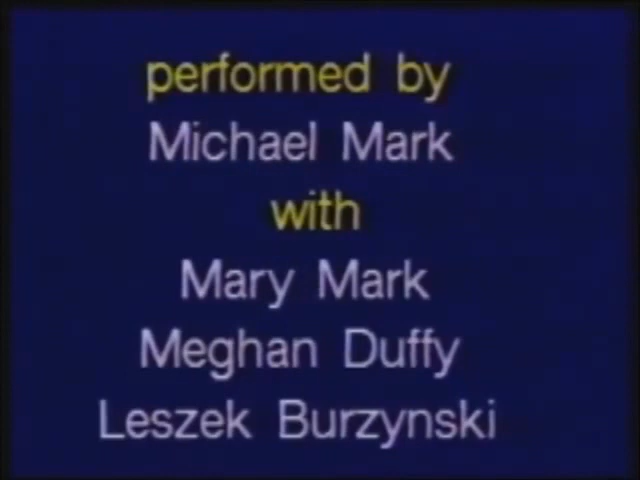 performed by
Michael Mark
with
Mary Mark
Meghan Duffy
Leszek Burzynski